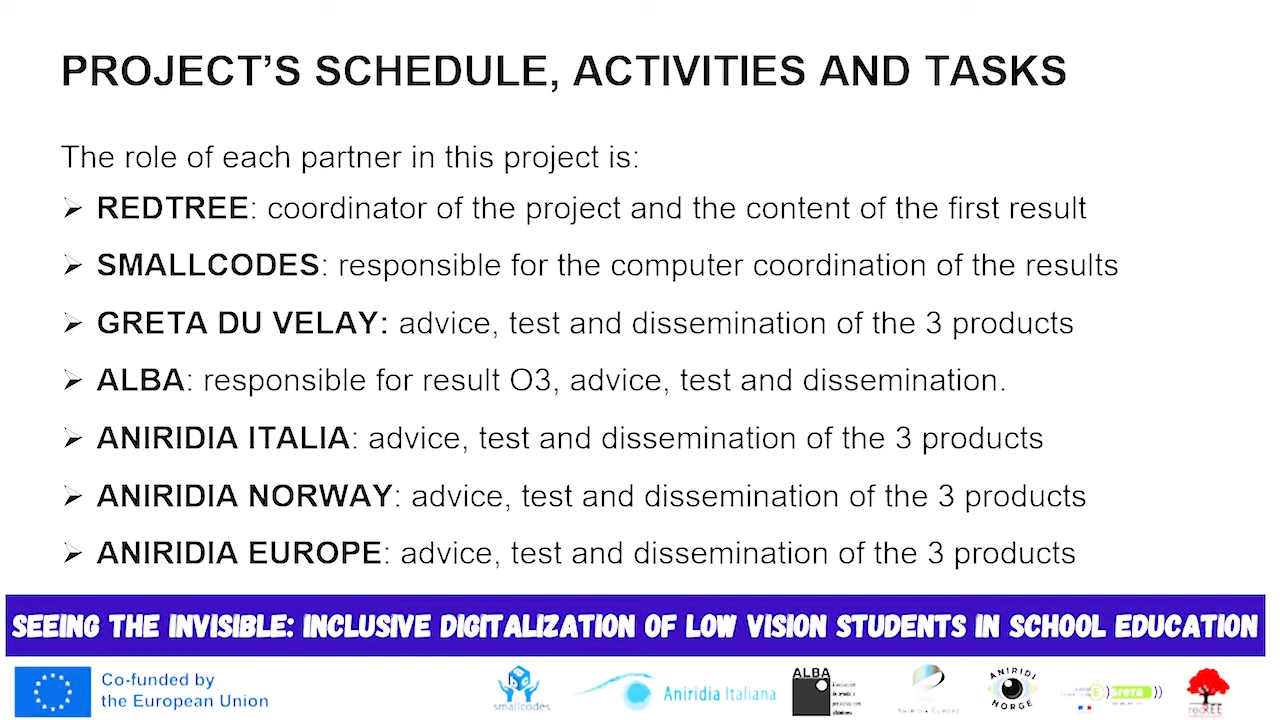 PROJECT’S SCHEDULE, ACTIVITIES AND TASKS
The role of each partner in this project is:
➢ REDTREE: coordinator of the project and the content of the first result
➢ SMALLCODES: responsible for the computer coordination of the results
➢ GRETA DU VELAY: advice, test and dissemination of the 3 products
➢ ALBA: responsible for result O3, advice, test and dissemination.
➢ ANIRIDIA ITALIA: advice, test and dissemination of the 3 products
➢ ANIRIDIA NORWAY: advice, test and dissemination of the 3 products
➢ ANIRIDIA EUROPE: advice, test and dissemination of the 3 products
SEEING THE INVISIBLE: INCLUSIVE DIGITALIZATION OF LOW VISION STUDENTS IN SCHOOL EDUCATION
Co-funded by
the European Union
smallcodes
Aniridia Italiana
ALBA
ANIRIDIA EUROPE
ANIRIDI
NORGE
greta
redTREE